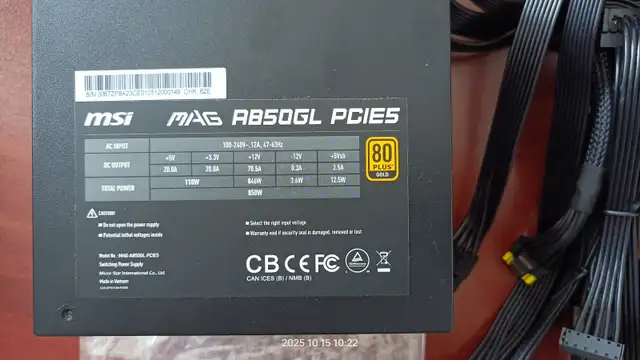 msi MAG A850GL PCIE5
AC INPUT 100-240V~, 12A, 47-63Hz
DC OUTPUT +5V +3.3V +12V -12V +5Vsb
20.0A 20.0A 70.5A 0.3A 2.5A
TOTAL POWER 110W 846W 3.6W 12.5W
850W
80 PLUS GOLD
CAUTION!
Do not open the power supply
Select the right input voltage
Potential lethal voltages inside
Warranty void if security seal is damaged, removed or lost
Model No : MAG A850GL PCIE5
Switching Power Supply
Micro-Star International Co., Ltd.
Made in Vietnam
CB CE FC
CAN ICES (B) / NMB (B)
2025 10 15 10:22